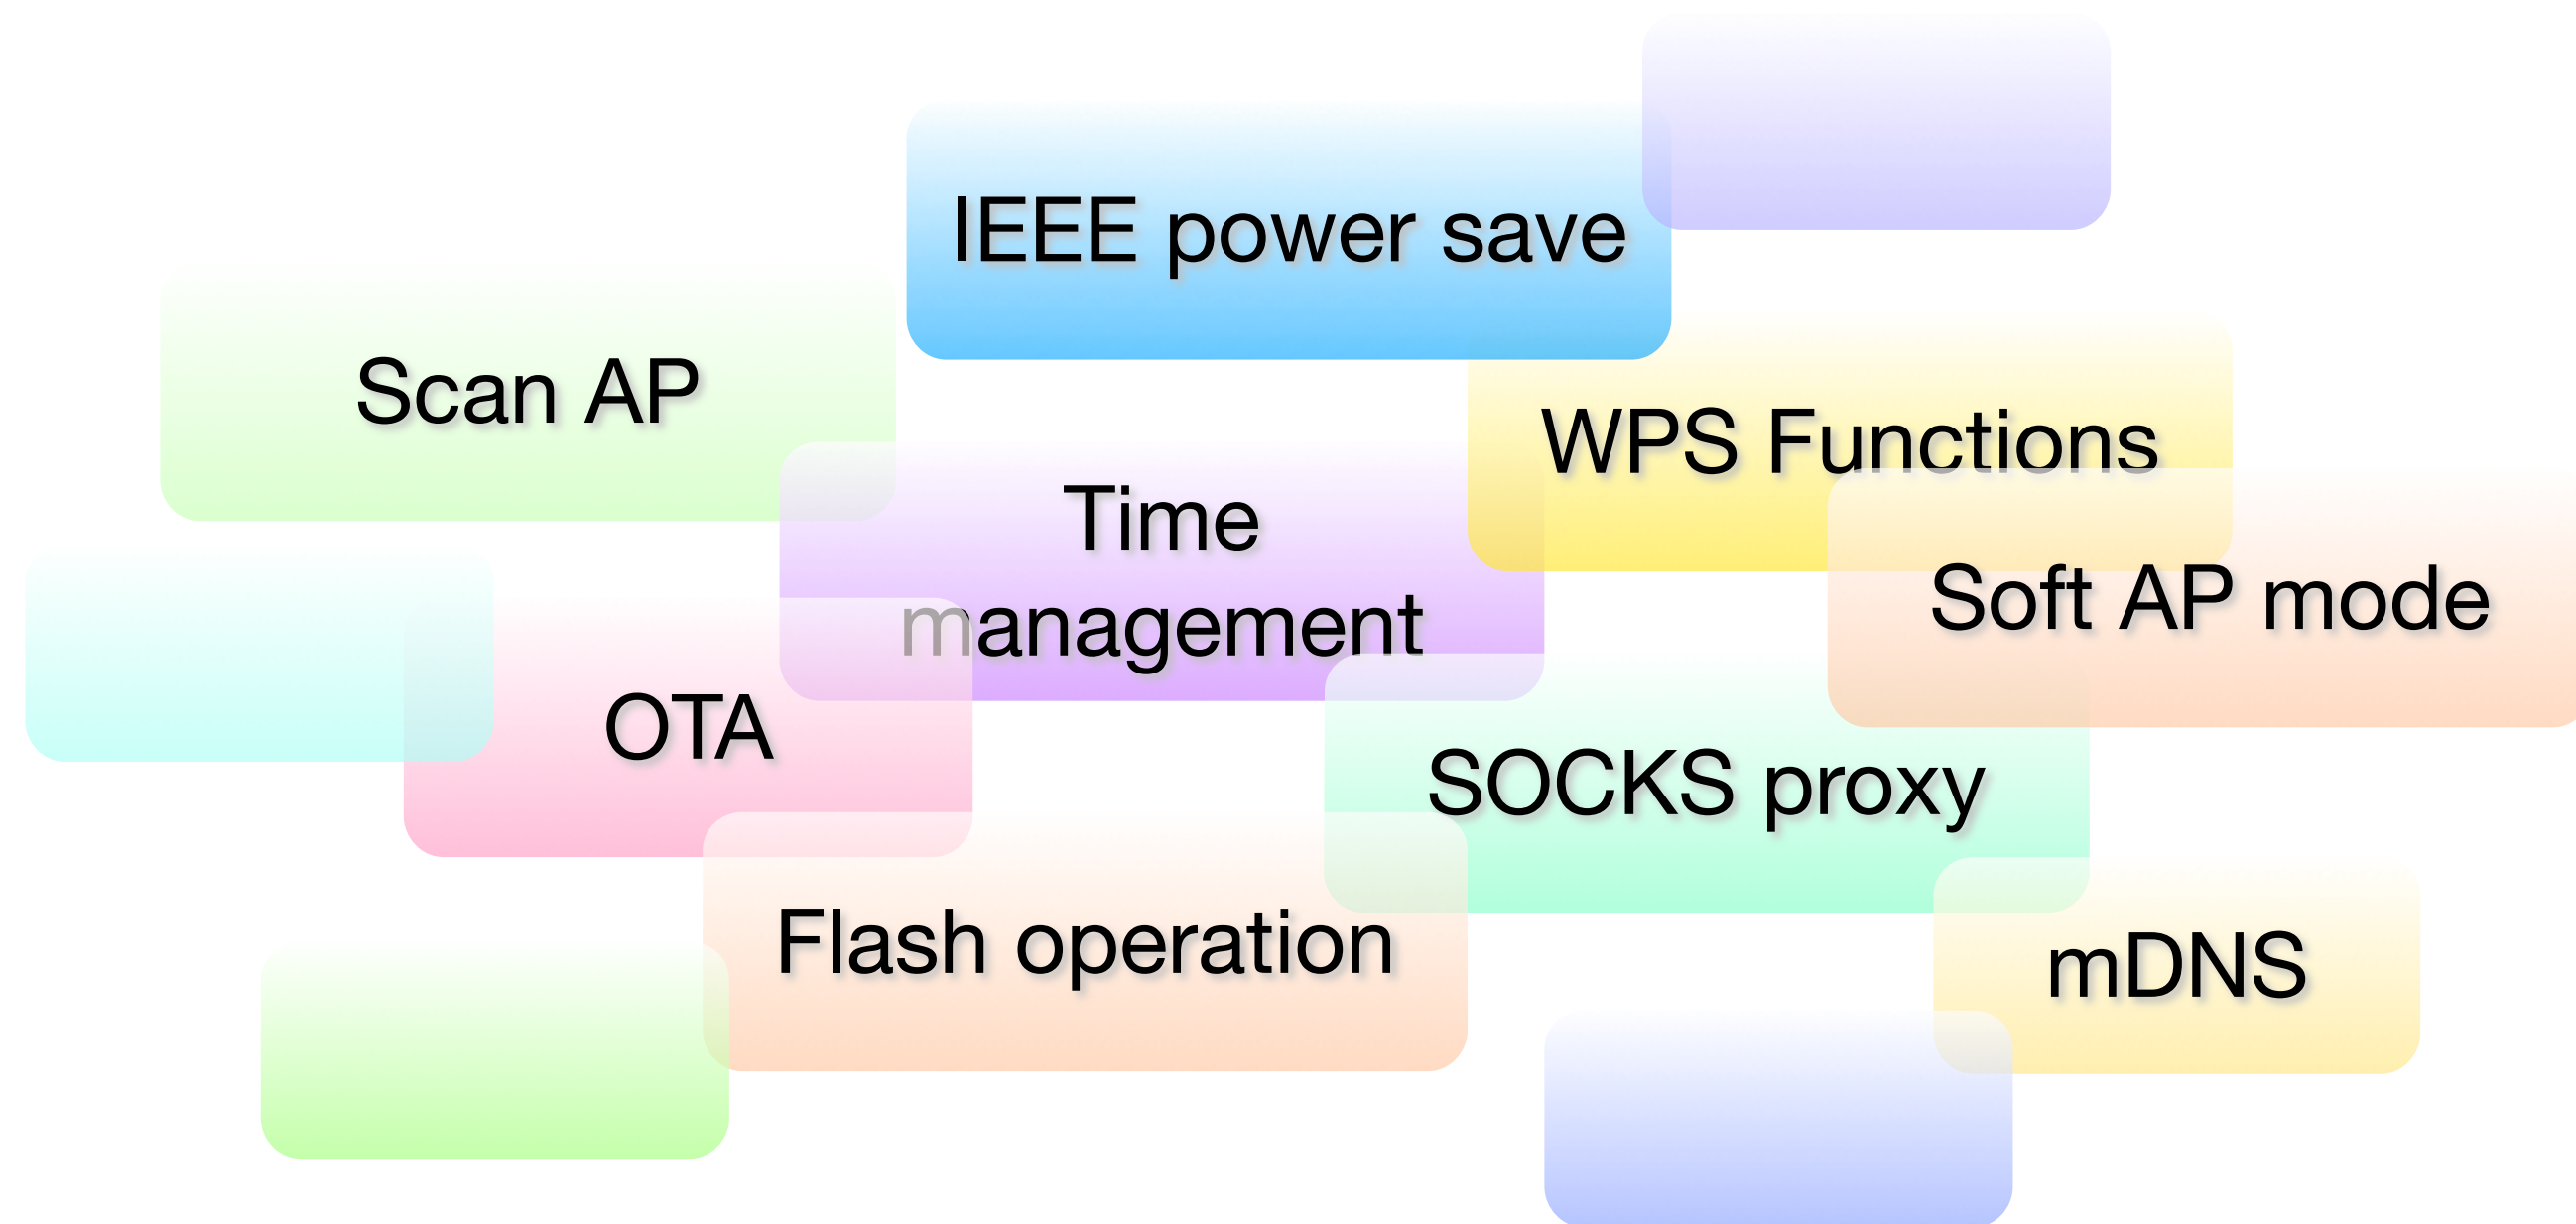 IEEE power save
Scan AP
WPS Functions
Time
management
Soft AP mode
OTA
SOCKS proxy
Flash operation
mDNS